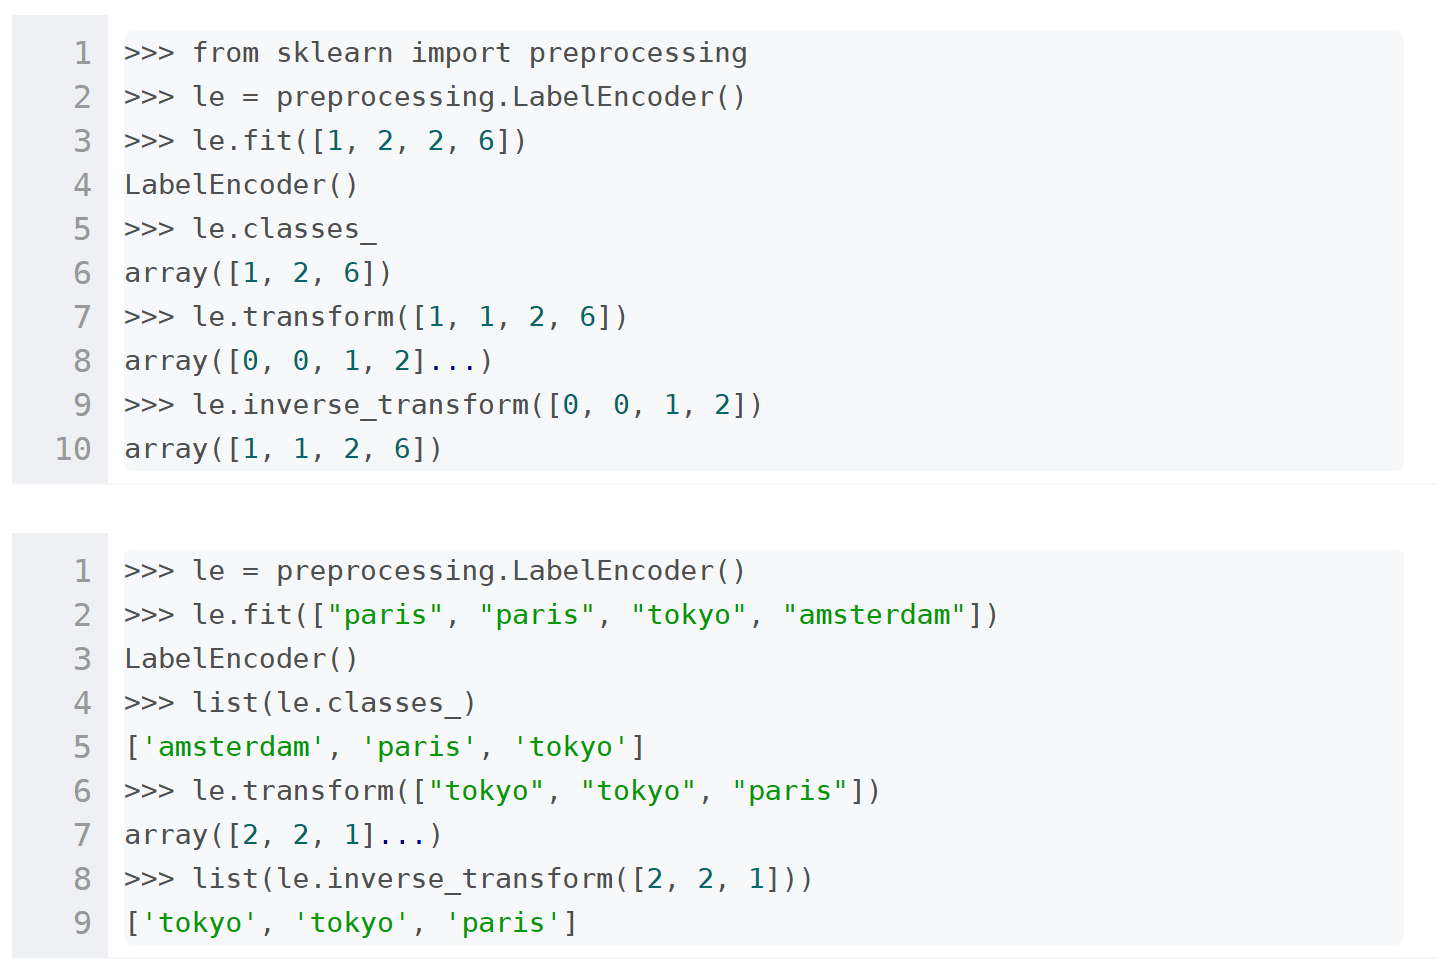 1 >>> from sklearn import preprocessing
2 >>> le = preprocessing.LabelEncoder()
3 >>> le.fit([1, 2, 2, 6])
4 LabelEncoder()
5 >>> le.classes_
6 array([1, 2, 6])
7 >>> le.transform([1, 1, 2, 6])
8 array([0, 0, 1, 2]...)
9 >>> le.inverse_transform([0, 0, 1, 2])
10 array([1, 1, 2, 6])
1 >>> le = preprocessing.LabelEncoder()
2 >>> le.fit(["paris", "paris", "tokyo", "amsterdam"])
3 LabelEncoder()
4 >>> list(le.classes_)
5 ['amsterdam', 'paris', 'tokyo']
6 >>> le.transform(["tokyo", "tokyo", "paris"])
7 array([2, 2, 1]...)
8 >>> list(le.inverse_transform([2, 2, 1]))
9 ['tokyo', 'tokyo', 'paris']